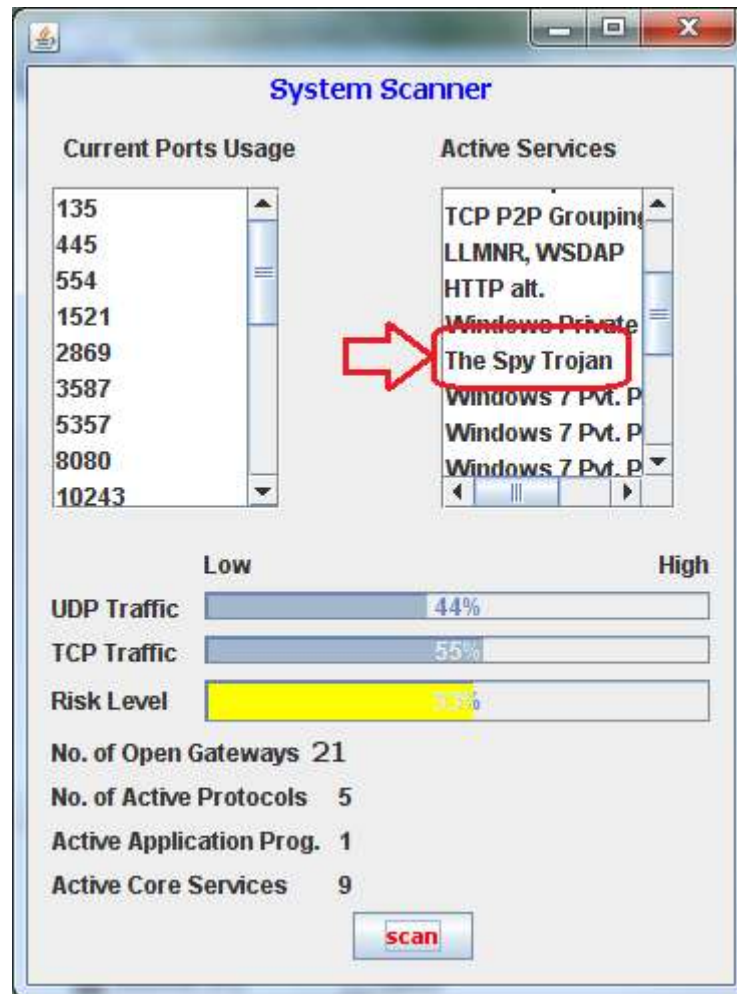 System Scanner
Current Ports Usage
Active Services
135
445
554
1521
2869
3587
5357
8080
10243
TCP P2P Grouping
LLMNR, WSDAP
HTTP alt.
Windows Private
The Spy Trojan
Windows 7 Pvt. P
Windows 7 Pvt. P
Windows 7 Pvt. P
Low High
UDP Traffic 44%
TCP Traffic 55%
Risk Level
No. of Open Gateways 21
No. of Active Protocols 5
Active Application Prog. 1
Active Core Services 9
scan